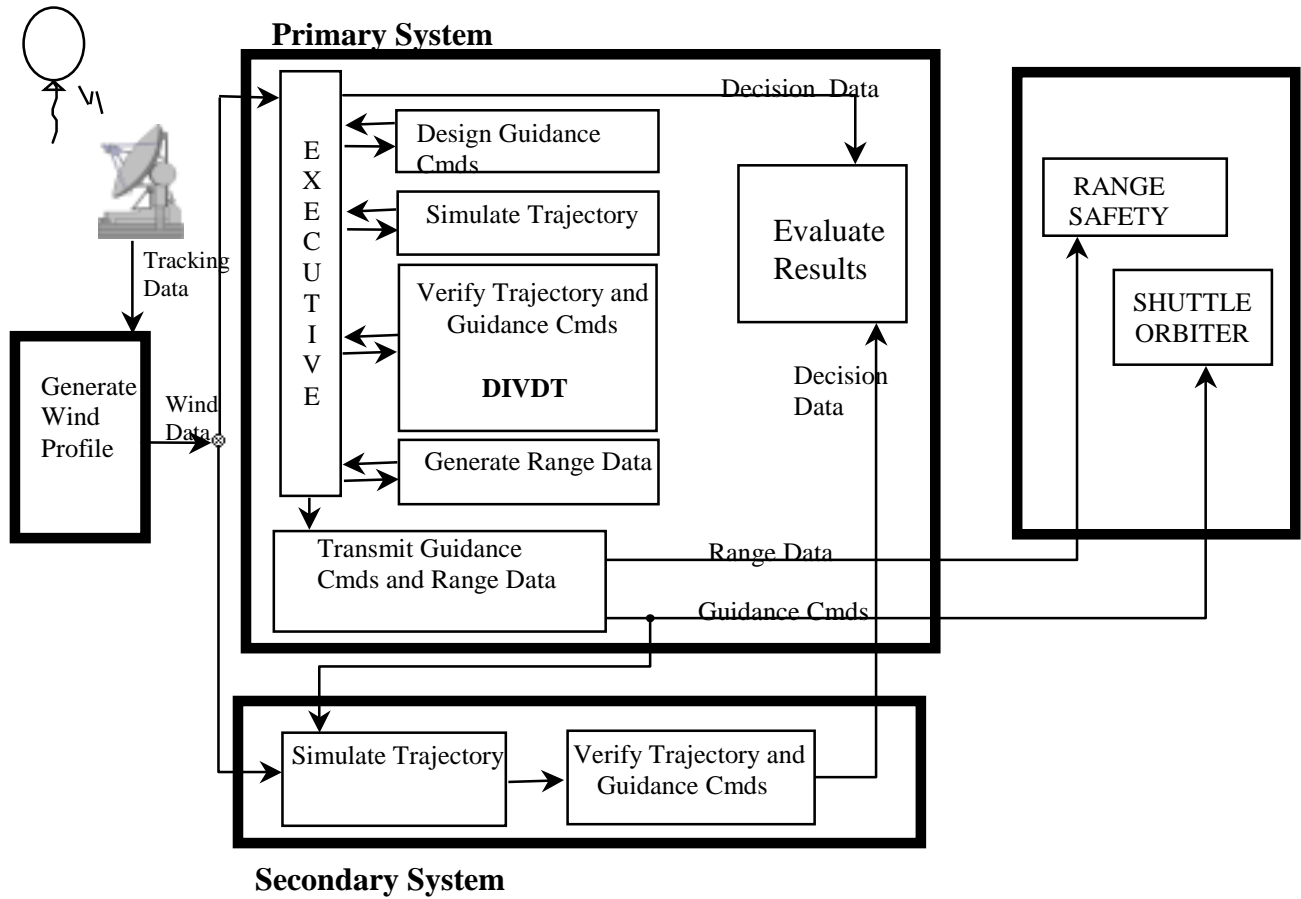 Primary System
Decision Data
E
X
E
C
U
T
I
V
E
Design Guidance
Cmds
Simulate Trajectory
Verify Trajectory and
Guidance Cmds
DIVDT
Generate Range Data
Transmit Guidance
Cmds and Range Data
Evaluate
Results
Decision
Data
Range Data
Guidance Cmds
RANGE
SAFETY
SHUTTLE
ORBITER
Tracking
Data
Generate
Wind
Profile
Wind
Data
Simulate Trajectory
Verify Trajectory and
Guidance Cmds
Secondary System